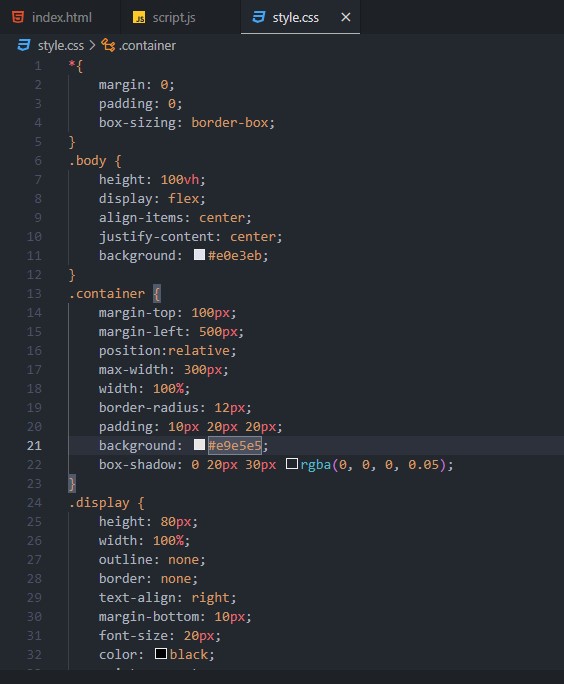 index.html JS script.js style.css ×
style.css > .container
1 *{
2 margin: 0;
3 padding: 0;
4 box-sizing: border-box;
5 }
6 .body {
7 height: 100vh;
8 display: flex;
9 align-items: center;
10 justify-content: center;
11 background: #e0e3eb;
12 }
13 .container {
14 margin-top: 100px;
15 margin-left: 500px;
16 position:relative;
17 max-width: 300px;
18 width: 100%;
19 border-radius: 12px;
20 padding: 10px 20px 20px;
21 background: #e9e5e5;
22 box-shadow: 0 20px 30px rgba(0, 0, 0, 0.05);
23 }
24 .display {
25 height: 80px;
26 width: 100%;
27 outline: none;
28 border: none;
29 text-align: right;
30 margin-bottom: 10px;
31 font-size: 20px;
32 color: black;